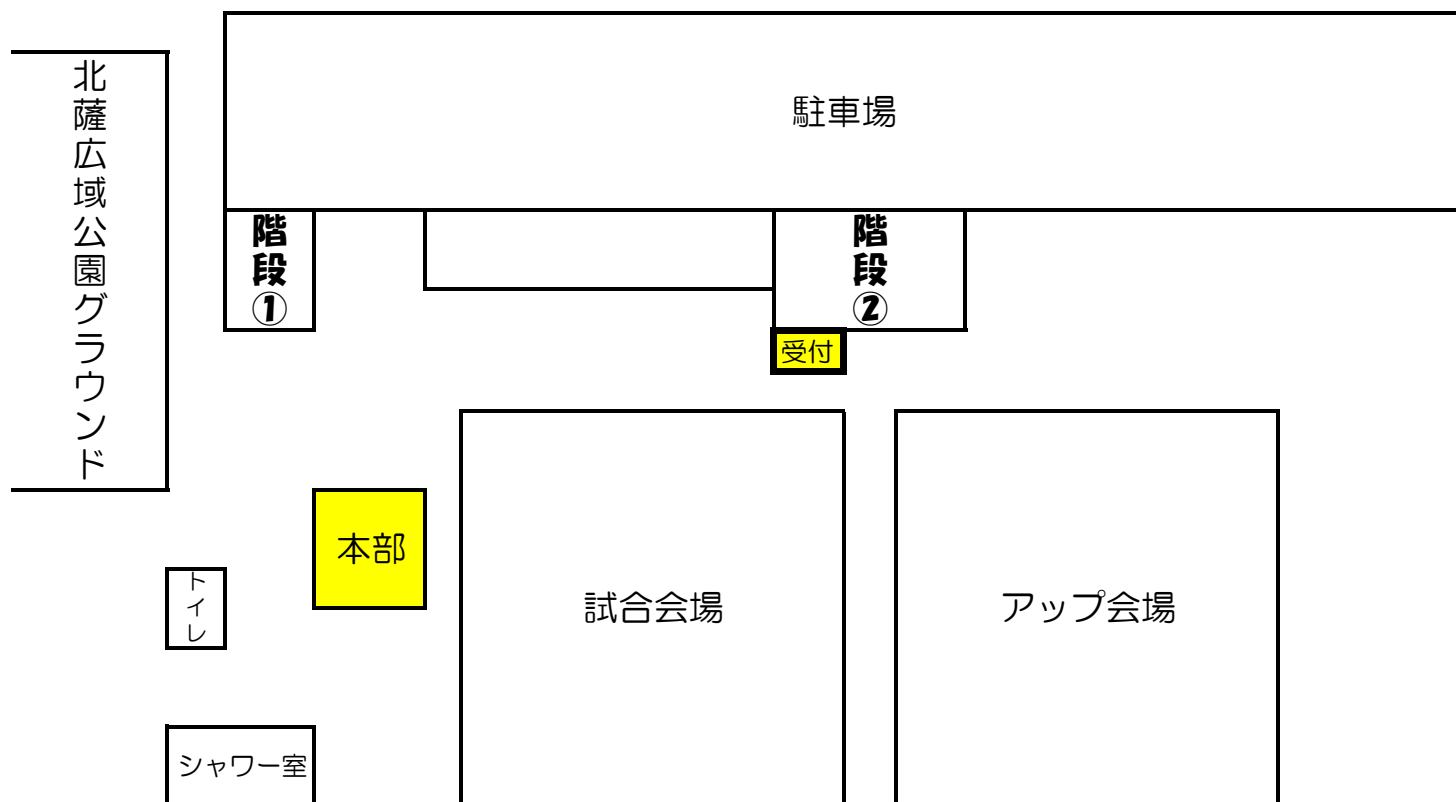 北薩広域公園グラウンド
駐車場
階段①
階段②
受付
本部
トイレ
試合会場
アップ会場
シャワー室